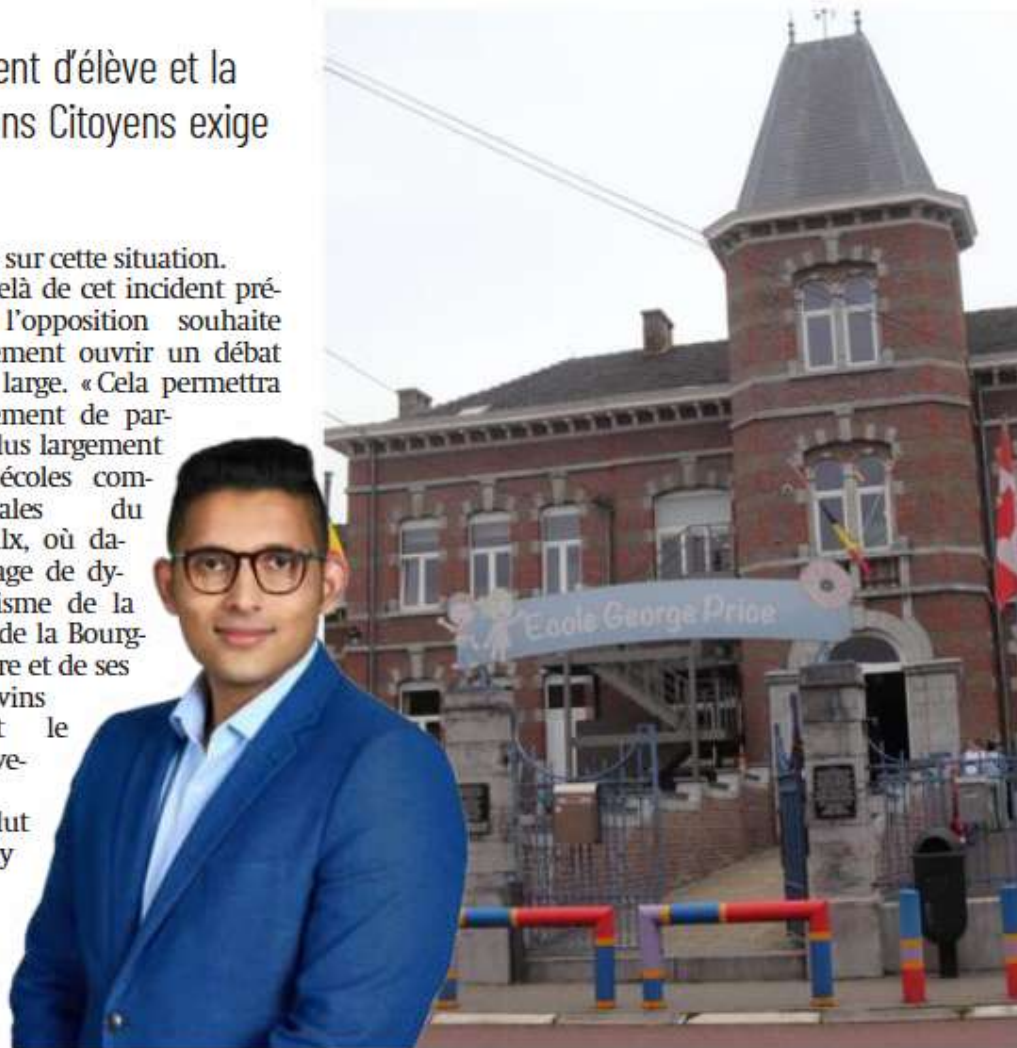 ent d'élève et la
ns Citoyens exige
sur cette situation.
elà de cet incident pré-
l'opposition souhaite
ement ouvrir un débat
large. « Cela permettra
ement de par-
lus largement
écoles com-
ales du
lx, où da-
age de dy-
isme de la
de la Bourg-
re et de ses
vins
t le
ve-
lut
y
Ecole George Price